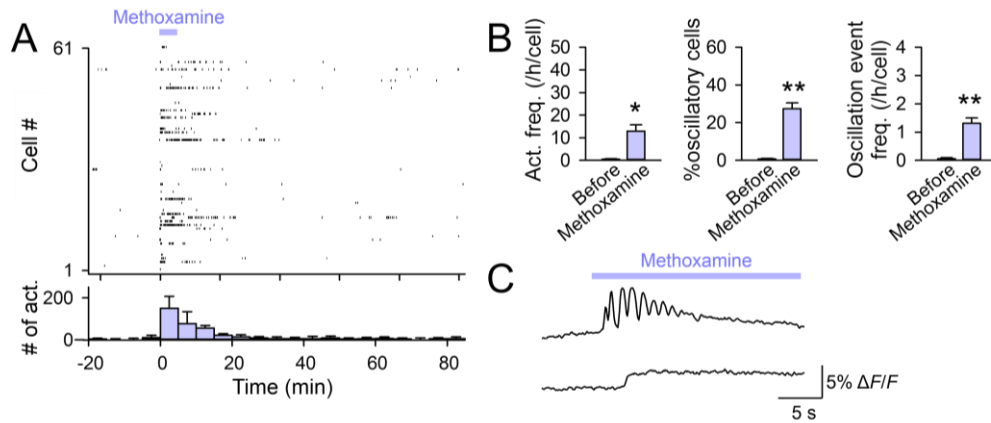 A
Methoxamine
61
Cell #
1
# of act.
200
0
-20
0
20
40
60
80
Time (min)
B
Act. freq. (/h/cell)
50
40
30
20
10
0
Before
Methoxamine
*
%oscillatory cells
60
40
20
0
Before
Methoxamine
**
Oscillation event
freq. (/h/cell)
4
3
2
1
0
Before
Methoxamine
**
C
Methoxamine
5% ΔF/F
5 s